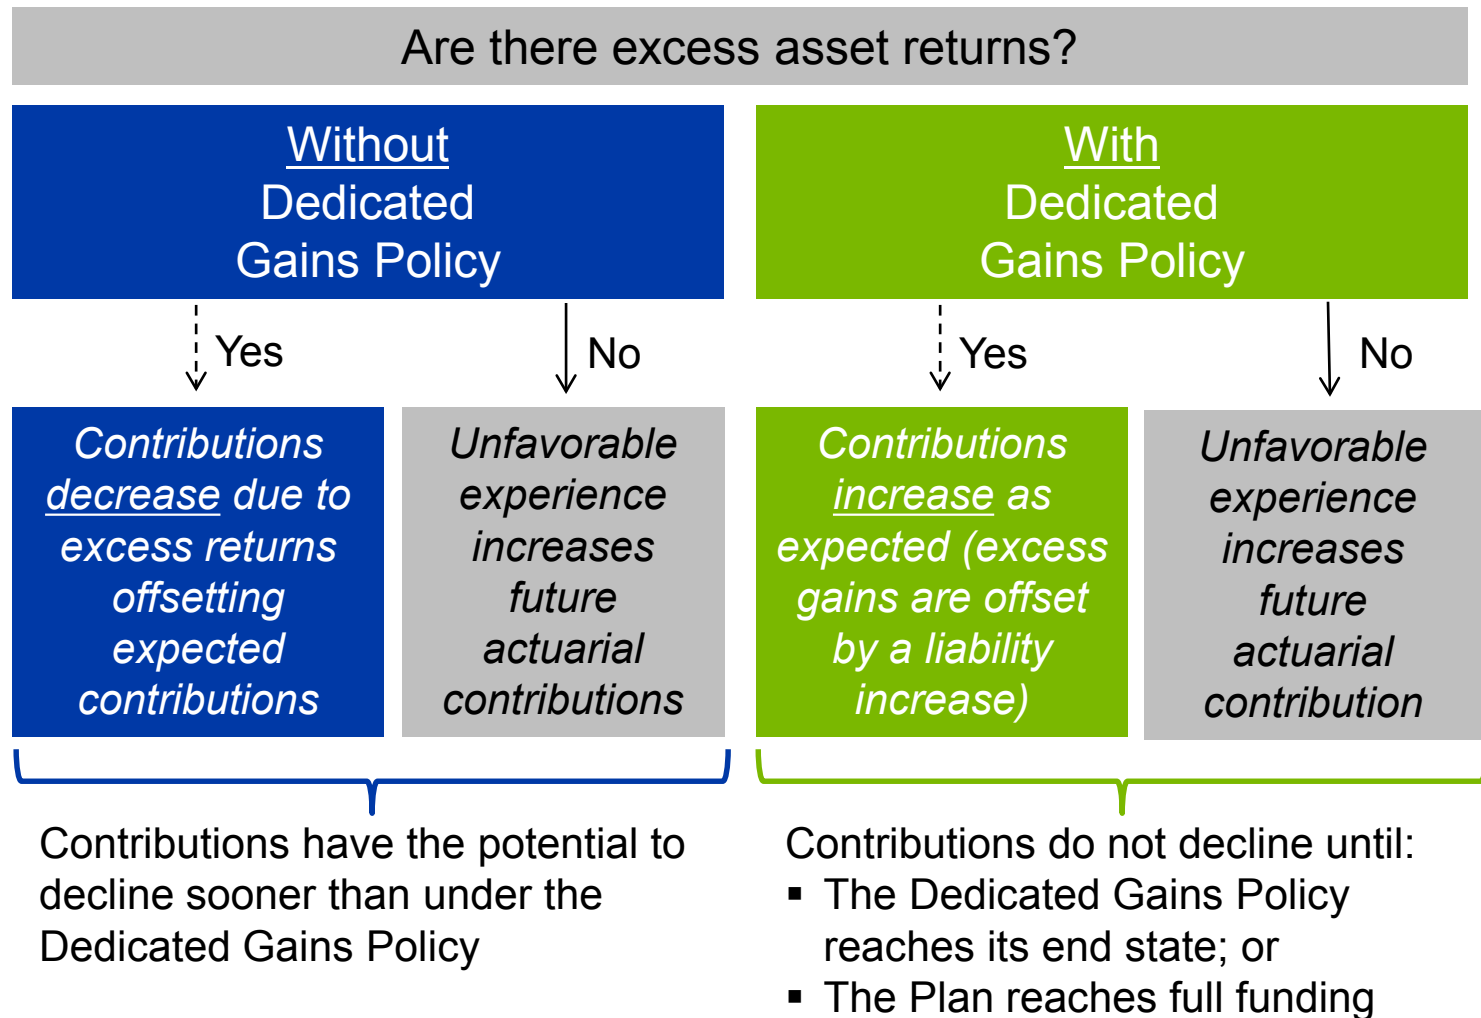 Are there excess asset returns?
Without
Dedicated
Gains Policy
With
Dedicated
Gains Policy
Yes
No
Yes
No
Contributions
decrease due to
excess returns
offsetting
expected
contributions
Unfavorable
experience
increases
future
actuarial
contributions
Contributions
increase as
expected (excess
gains are offset
by a liability
increase)
Unfavorable
experience
increases
future
actuarial
contribution
Contributions have the potential to
decline sooner than under the
Dedicated Gains Policy
Contributions do not decline until:
▪ The Dedicated Gains Policy
reaches its end state; or
▪ The Plan reaches full funding